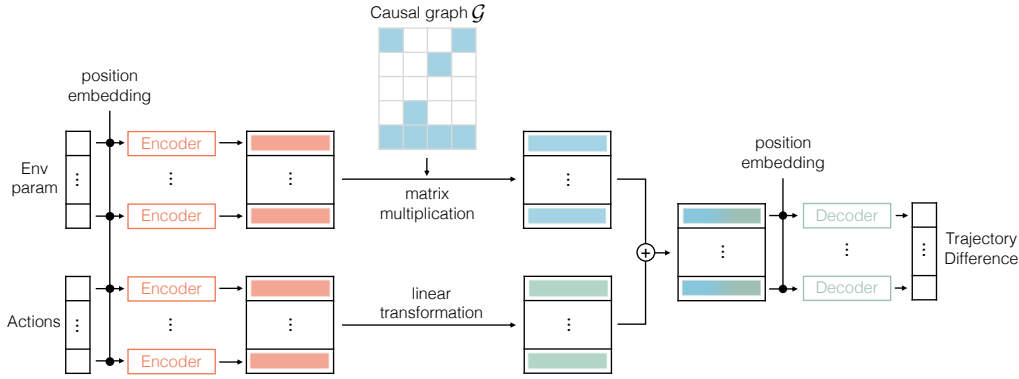 Causal graph 𝒢
position
embedding
Env
param
Encoder
Encoder
matrix
multiplication
position
embedding
Actions
Encoder
Encoder
linear
transformation
Decoder
Decoder
Trajectory
Difference